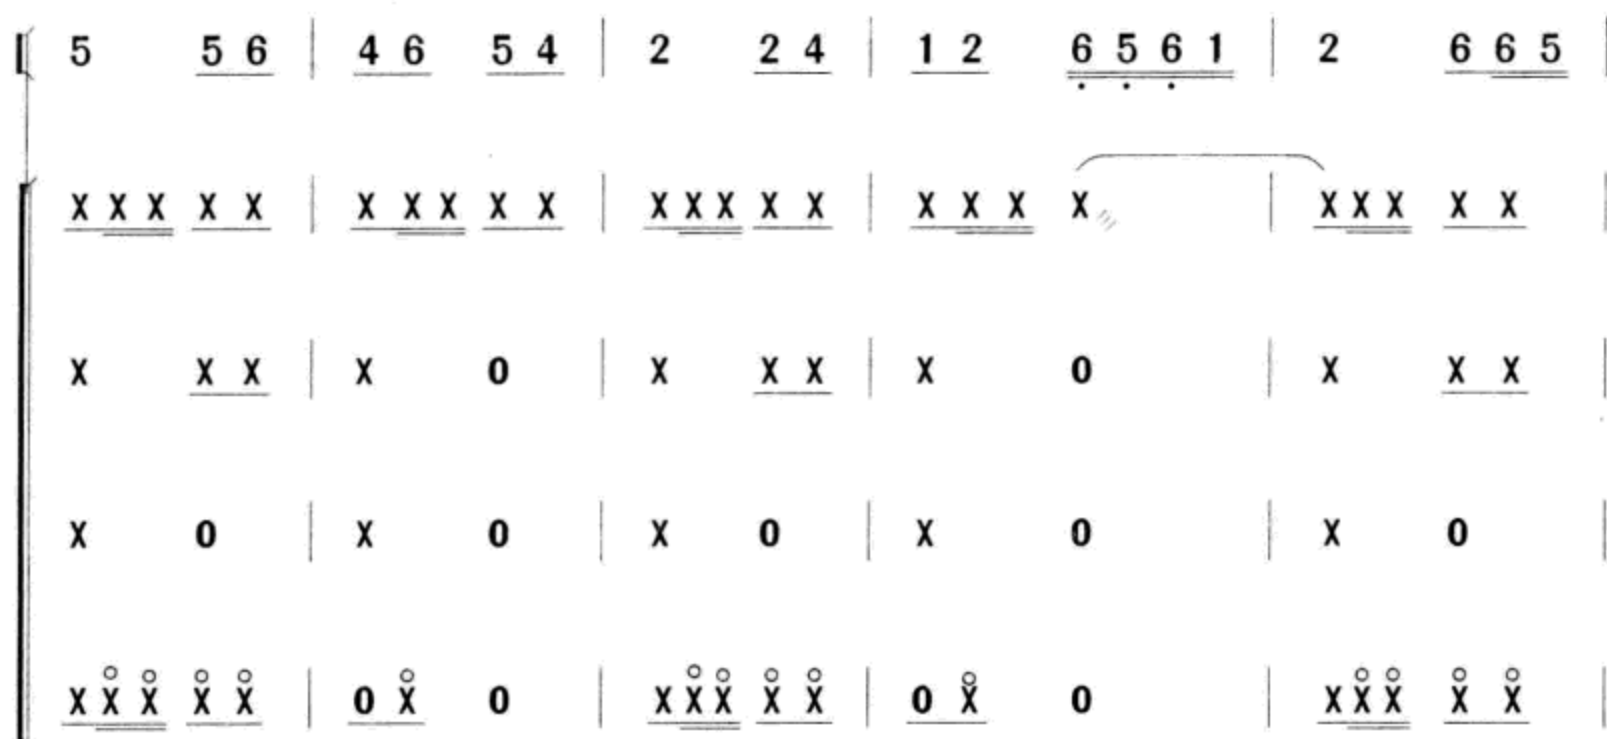 5 5 6 | 4 6 5 4 | 2 2 4 | 1 2 6 5 6 1 | 2 6 6 5 |
X X X X X | X X X X X | X X X X X | X X X X | X X X X X |
X X X | X 0 | X X X | X 0 | X X X |
X 0 | X 0 | X 0 | X 0 | X 0 |
X X X X X | 0 X 0 | X X X X X | 0 X 0 | X X X X X |